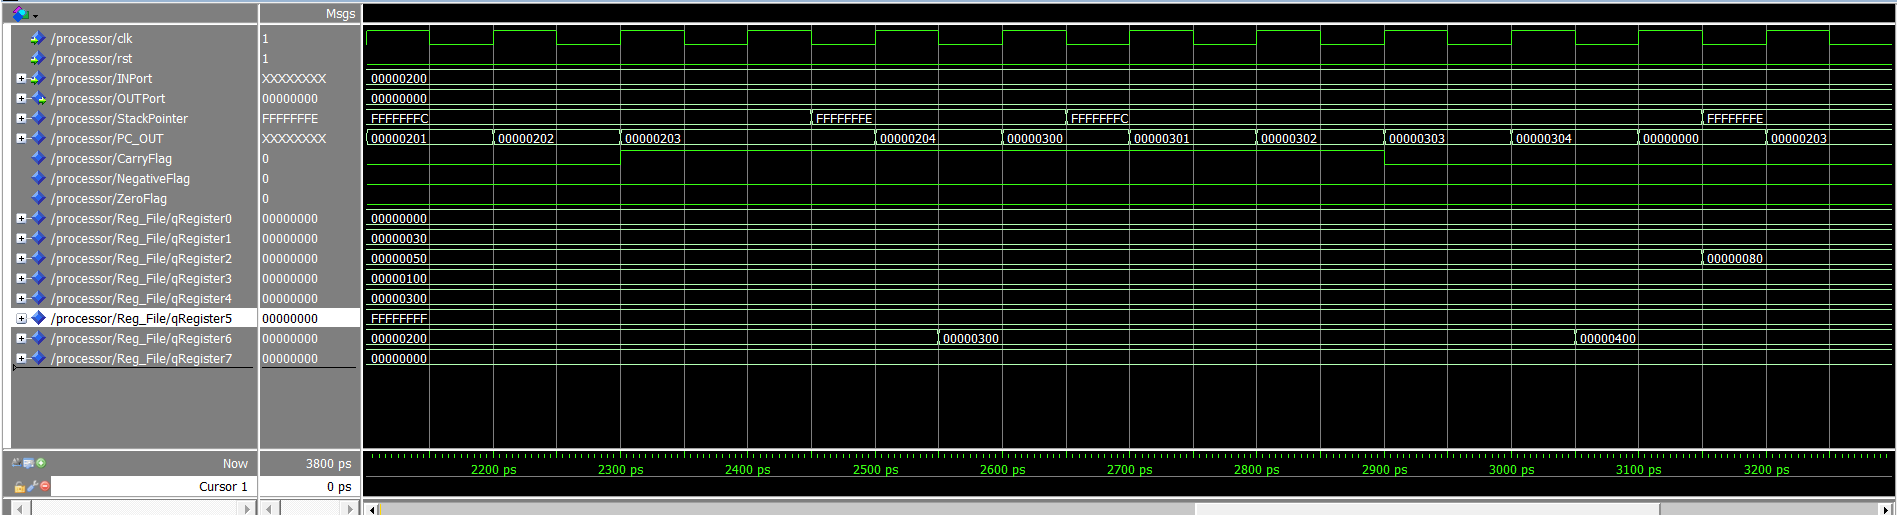 Msgs
/processor/clk 1
/processor/rst 1
/processor/INPort XXXXXXXX 00000200
/processor/OUTPort 00000000 00000000
/processor/StackPointer FFFFFFFE FFFFFFFC FFFFFFFE FFFFFFFC FFFFFFFE
/processor/PC_OUT XXXXXXXX 00000201 00000202 00000203 00000204 00000300 00000301 00000302 00000303 00000304 00000000 00000203
/processor/CarryFlag 0
/processor/NegativeFlag 0
/processor/ZeroFlag 0
/processor/Reg_File/qRegister0 00000000 00000000
/processor/Reg_File/qRegister1 00000000 00000030
/processor/Reg_File/qRegister2 00000000 00000050 00000080
/processor/Reg_File/qRegister3 00000000 00000100
/processor/Reg_File/qRegister4 00000000 00000300
/processor/Reg_File/qRegister5 00000000 FFFFFFFF
/processor/Reg_File/qRegister6 00000000 00000200 00000300 00000400
/processor/Reg_File/qRegister7 00000000 00000000
Now 3800 ps 2200 ps 2300 ps 2400 ps 2500 ps 2600 ps 2700 ps 2800 ps 2900 ps 3000 ps 3100 ps 3200 ps
Cursor 1 0 ps